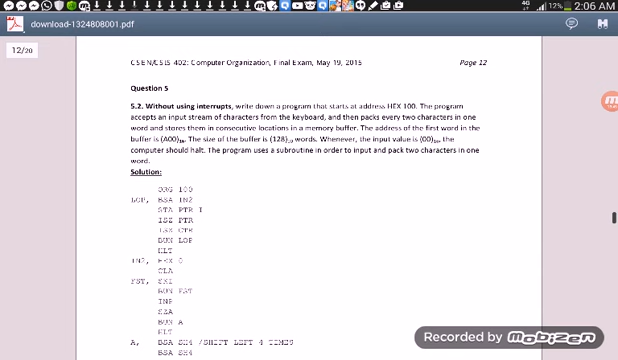 4G 12% 2:06 AM
download-1324808001.pdf
12/20
CSEN/CSIS 402: Computer Organization, Final Exam, May 19, 2015 Page 12
Question 5
5.2. Without using interrupts, write down a program that starts at address HEX 100. The program
accepts an input stream of characters from the keyboard, and then packs every two characters in one
word and stores them in consecutive locations in a memory buffer. The address of the first word in the
buffer is (A00)16. The size of the buffer is (128)10 words. Whenever, the input value is (00)16, the
computer should halt. The program uses a subroutine in order to input and pack two characters in one
word.
Solution:
ORG 100
LOP, BSA IN2
STA PTR I
ISZ PTR
ISZ CTR
BUN LOP
HLT
IN2, HEX 0
CLA
FST, SKI
BUN FST
INP
SZA
BUN A
HLT
A, BSA SH4 /SHIFT LEFT 4 TIMES
BSA SH4
Recorded by Mobizen